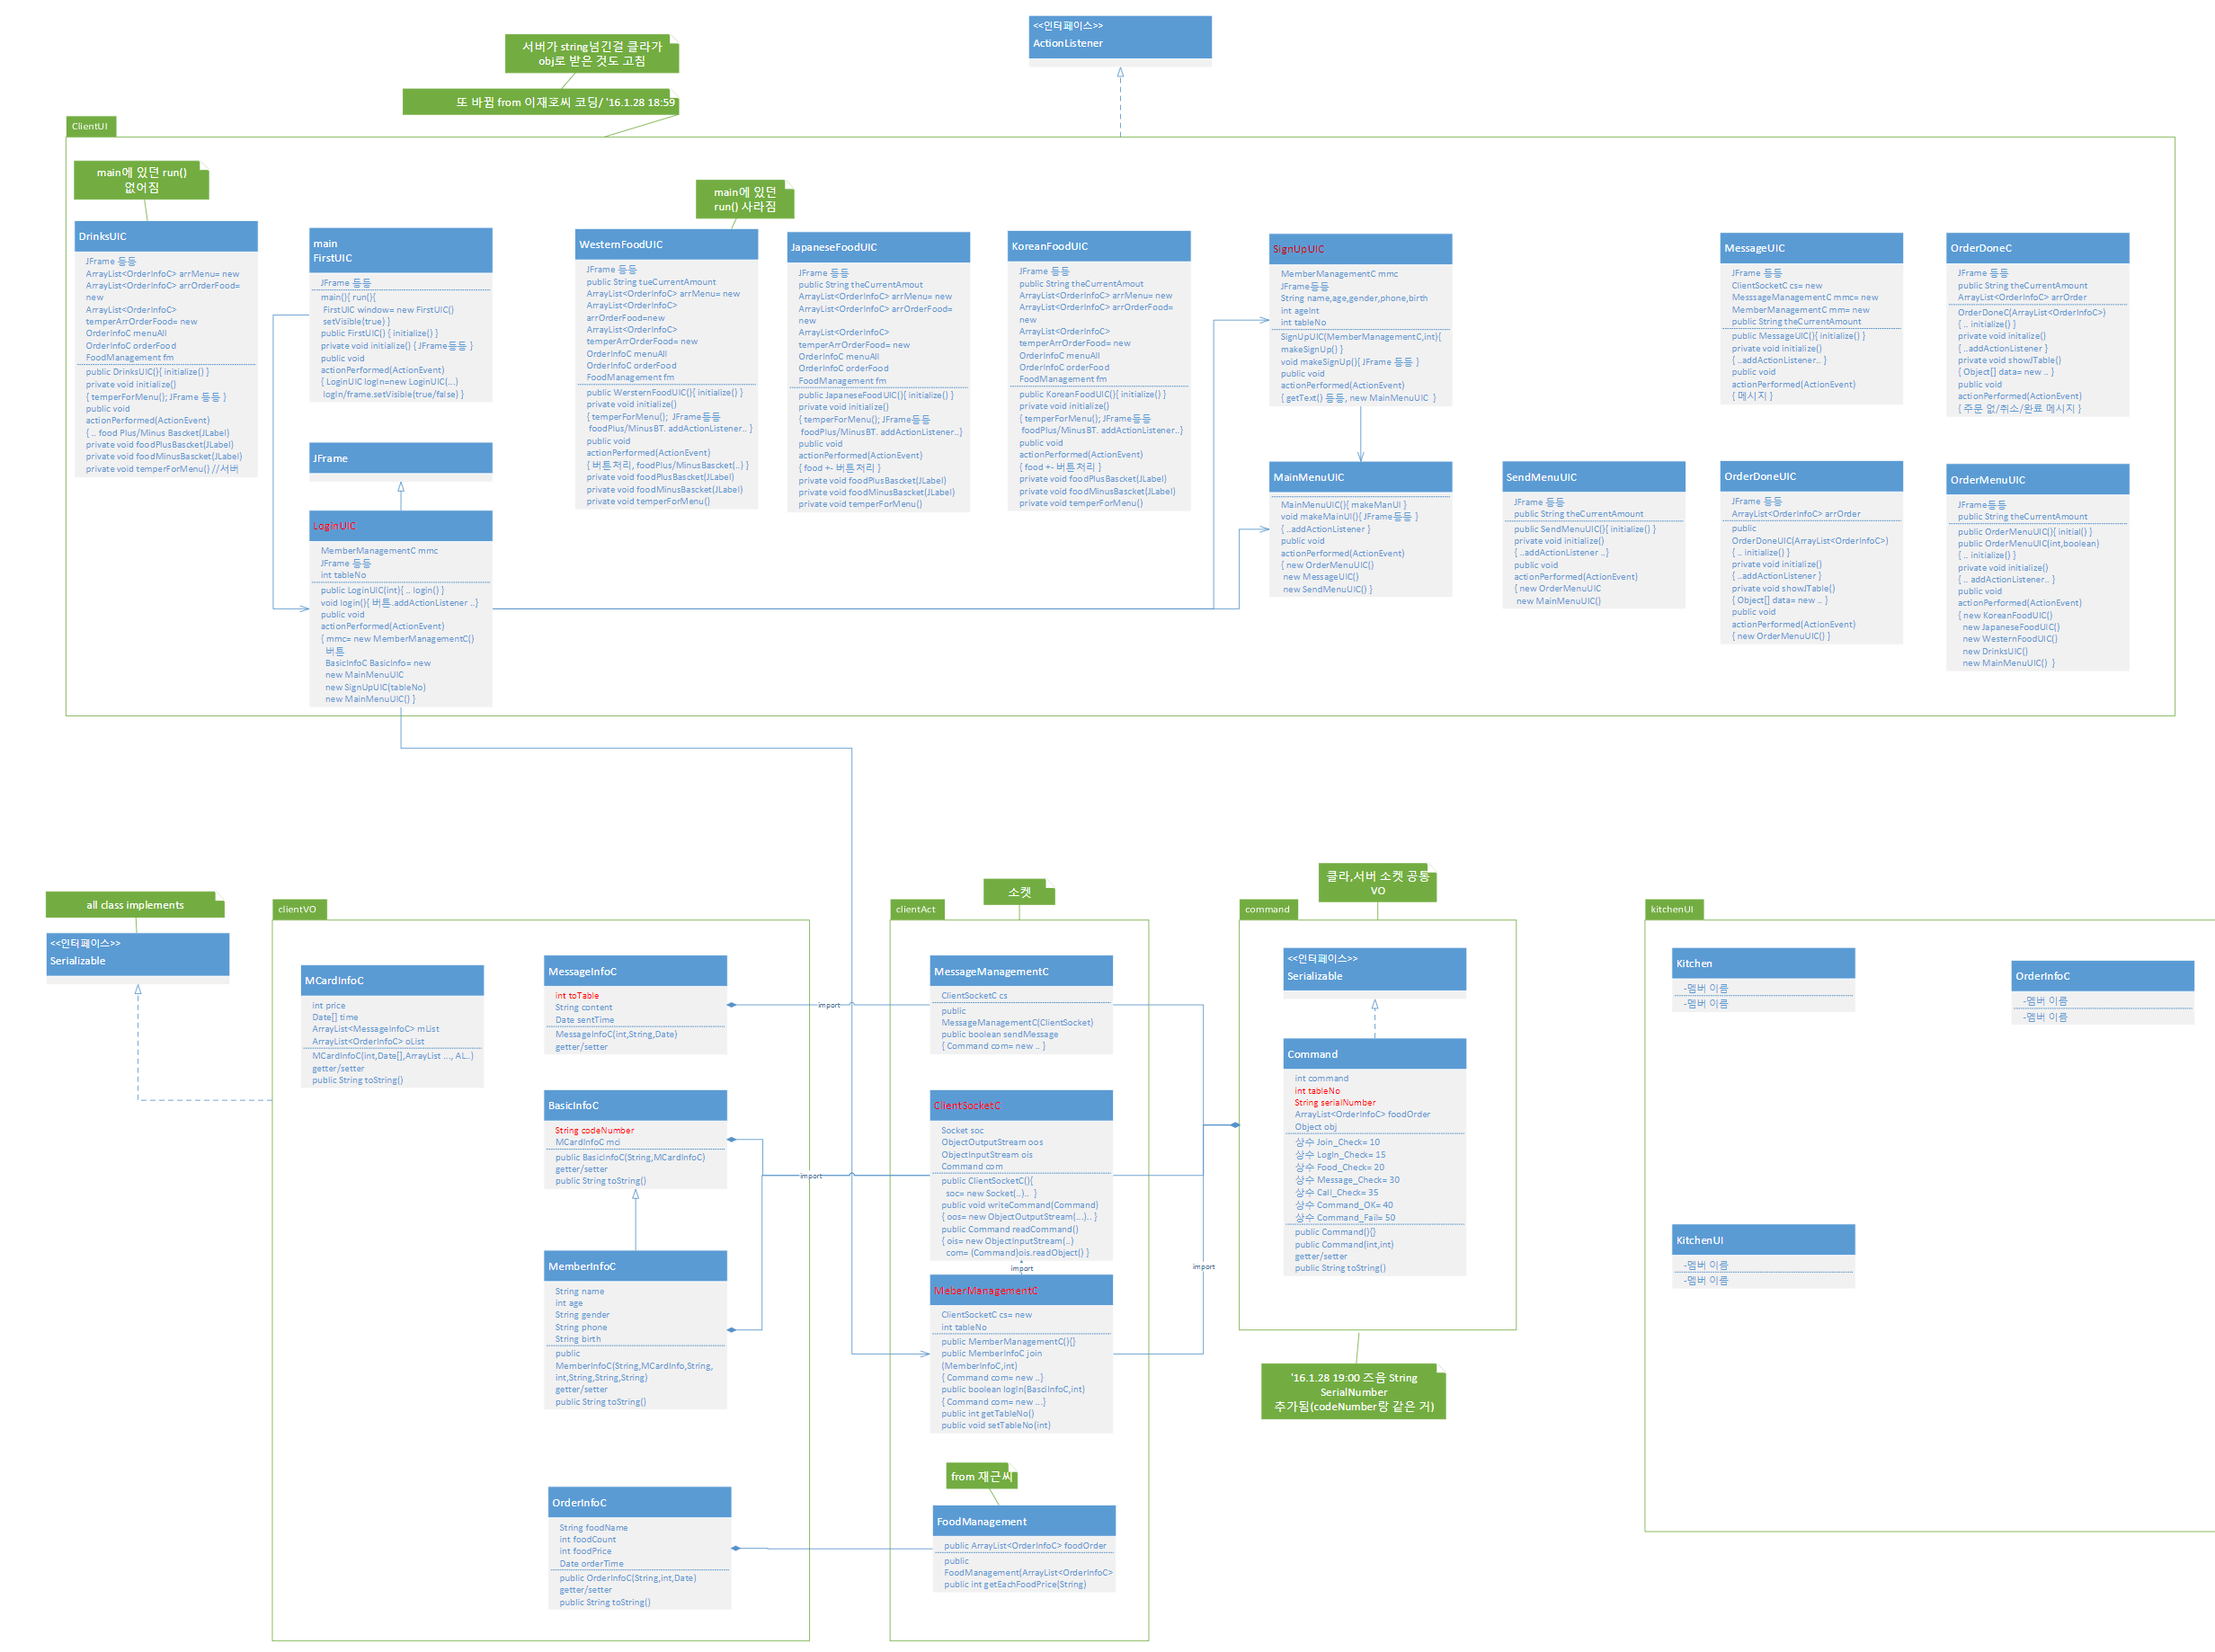 <<인터페이스>>
ActionListener
서버가 string넘긴걸 클라가
obj로 받은 것도 고침
또 바뀜 from 이재호씨 코딩/ '16.1.28 18:59
ClientUI
main에 있던 run()
없어짐
main에 있던
run() 사라짐
DrinksUIC
JFrame 등등
ArrayList<OrderInfoC> arrMenu= new
ArrayList<OrderInfoC> arrOrderFood=
new
ArrayList<OrderInfoC>
temperArrOrderFood= new
OrderInfoC menuAll
OrderInfoC orderFood
FoodManagement fm
public DrinksUIC(){ initialize() }
private void initialize()
{ temperForMenu(); JFrame 등등 }
public void
actionPerformed(ActionEvent)
{ .. food Plus/Minus Bascket(JLabel)
private void foodPlusBascket(JLabel)
private void foodMinusBascket(JLabel)
private void temperForMenu() //서버
main
FirstUIC
JFrame 등등
main(){ run(){
FirstUIC window= new FirstUIC()
setVisible(true) }
public FirstUIC() { initialize() }
private void initialize() { JFrame등등 }
public void
actionPerformed(ActionEvent)
{ LoginUIC logIn=new LoginUIC(...)
logIn/frame.setVisible(true/false) }
JFrame
LoginUIC
MemberManagementC mmc
JFrame 등등
int tableNo
public LoginUIC(int){ .. login() }
void login(){ 버튼.addActionListener ..}
public void
actionPerformed(ActionEvent)
{ mmc= new MemberManagementC()
버튼
BasicInfoC BasicInfo= new
new MainMenuUIC
new SignUpUIC(tableNo)
new MainMenuUIC() }
WesternFoodUIC
JFrame 등등
public String tueCurrentAmount
ArrayList<OrderInfoC> arrMenu= new
ArrayList<OrderInfoC>
arrOrderFood=new
ArrayList<OrderInfoC>
temperArrOrderFood= new
OrderInfoC menuAll
OrderInfoC orderFood
FoodManagement fm
public WersternFoodUIC(){ initialize() }
private void initialize()
{ temperForMenu(); JFrame등등
foodPlus/MinusBT. addActionListener.. }
public void
actionPerformed(ActionEvent)
{ 버튼처리, foodPlus/MinusBascket(..) }
private void foodPlusBascket(JLabel)
private void foodMinusBascket(JLabel)
private void temperForMenu()
JapaneseFoodUIC
JFrame 등등
public String theCurrentAmout
ArrayList<OrderInfoC> arrMenu= new
ArrayList<OrderInfoC> arrOrderFood=
new
ArrayList<OrderInfoC>
temperArrOrderFood= new
OrderInfoC menuAll
OrderInfoC orderFood
FoodManagement fm
public JapaneseFoodUIC(){ initialize() }
private void initialize()
{ temperForMenu(); JFrame등등
foodPlus/MinusBT. addActionListener..}
public void
actionPerformed(ActionEvent)
{ food +- 버튼처리 }
private void foodPlusBascket(JLabel)
private void foodMinusBascket(JLabel)
private void temperForMenu()
KoreanFoodUIC
JFrame 등등
public String theCurrentAmout
ArrayList<OrderInfoC> arrMenu= new
ArrayList<OrderInfoC> arrOrderFood=
new
ArrayList<OrderInfoC>
temperArrOrderFood= new
OrderInfoC menuAll
OrderInfoC orderFood
FoodManagement fm
public KoreanFoodUIC(){ initialize() }
private void initialize()
{ temperForMenu(); JFrame등등
foodPlus/MinusBT. addActionListener..}
public void
actionPerformed(ActionEvent)
{ food +- 버튼처리 }
private void foodPlusBascket(JLabel)
private void foodMinusBascket(JLabel)
private void temperForMenu()
SignUpUIC
MemberManagementC mmc
JFrame등등
String name,age,gender,phone,birth
int ageInt
int tableNo
SignUpUIC(MemberManagementC,int){
makeSignUp() }
void makeSignUp(){ JFrame 등등 }
public void
actionPerformed(ActionEvent)
{ getText() 등등, new MainMenuUIC }
MainMenuUIC
MainMenuUIC(){ makeManUI }
void makeMainUI(){ JFrame등등 }
{ ..addActionListener }
public void
actionPerformed(ActionEvent)
{ new OrderMenuUIC()
new MessageUIC()
new SendMenuUIC() }
SendMenuUIC
JFrame 등등
public String theCurrentAmount
public SendMenuUIC(){ initialize() }
private void initialize()
{ ..addActionListener ..}
public void
actionPerformed(ActionEvent)
{ new OrderMenuUIC
new MainMenuUIC()
MessageUIC
JFrame 등등
ClientSocketC cs= new
MesssaeManagementC mmc= new
MemberManagementC mm= new
public String theCurrentAmount
public MessageUIC(){ initialize() }
private void initialize()
{ ..addActionListener.. }
public void
actionPerformed(ActionEvent)
{ 메시지 }
OrderDoneC
JFrame 등등
public String theCurrentAmount
ArrayList<OrderInfoC> arrOrder
OrderDoneC(ArrayList<OrderInfoC>)
{ .. initialize() }
private void initalize()
{ ..addActionListener }
private void showJTable()
{ Object[] data= new .. }
public void
actionPerformed(ActionEvent)
{ 주문 없/취소/완료 메시지 }
OrderDoneUIC
JFrame 등등
ArrayList<OrderInfoC> arrOrder
public
OrderDoneUIC(ArrayList<OrderInfoC>)
{ .. initialize() }
private void initialize()
{ ..addActionListener }
private void showJTable()
{ Object[] data= new .. }
public void
actionPerformed(ActionEvent)
{ new OrderMenuUIC() }
OrderMenuUIC
JFrame등등
public String theCurrentAmount
public OrderMenuUIC(){ initial() }
public OrderMenuUIC(int,boolean)
{ .. initialize() }
private void initialize()
{ .. addActionListener.. }
public void
actionPerformed(ActionEvent)
{ new KoreanFoodUIC()
new JapaneseFoodUIC()
new WesternFoodUIC()
new DrinksUIC()
new MainMenuUIC() }
all class implements
<<인터페이스>>
Serializable
clientVO
MCardInfoC
int price
Date[] time
ArrayList<MessageInfoC> mList
ArrayList<OrderInfoC> oList
MCardInfoC(int,Date[],ArrayList ..., AL..)
getter/setter
public String toString()
MessageInfoC
int toTable
String content
Date sentTime
MessageInfoC(int,String,Date)
getter/setter
BasicInfoC
String codeNumber
MCardInfoC mci
public BasicInfoC(String,MCardInfoC)
getter/setter
public String toString()
MemberInfoC
String name
int age
String gender
String phone
String birth
public
MemberInfoC(String,MCardInfo,String,
int,String,String,String)
getter/setter
public String toString()
OrderInfoC
String foodName
int foodCount
int foodPrice
Date orderTime
public OrderInfoC(String,int,Date)
getter/setter
public String toString()
import
import
소켓
clientAct
MessageManagementC
ClientSocketC cs
public
MessageManagementC(ClientSocket)
public boolean sendMessage
{ Command com= new .. }
ClientSocketC
Socket soc
ObjectOutputStream oos
ObjectInputStream ois
Command com
public ClientSocketC(){
soc= new Socket(..).. }
public void writeCommand(Command)
{ oos= new ObjectOutputStream(...).. }
public Command readCommand()
{ ois= new ObjectInputStream(..)
com= (Command)ois.readObject() }
import
MeberManagementC
ClientSocketC cs= new
int tableNo
public MemberManagementC(){}
public MemberInfoC join
(MemberInfoC,int)
{ Command com= new ..}
public boolean logIn(BasciInfoC,int)
{ Command com= new ...}
public int getTableNo()
public void setTableNo(int)
from 재근씨
FoodManagement
public ArrayList<OrderInfoC> foodOrder
public
FoodManagement(ArrayList<OrderInfoC>
public int getEachFoodPrice(String)
import
클라,서버 소켓 공통
VO
command
<<인터페이스>>
Serializable
Command
int command
int tableNo
String serialNumber
ArrayList<OrderInfoC> foodOrder
Object obj
상수 Join_Check= 10
상수 LogIn_Check= 15
상수 Food_Check= 20
상수 Message_Check= 30
상수 Call_Check= 35
상수 Command_OK= 40
상수 Command_Fail= 50
public Command(){}
public Command(int,int)
getter/setter
public String toString()
'16.1.28 19:00 즈음 String
SerialNumber
추가됨(codeNumber랑 같은 거)
kitchenUI
Kitchen
-멤버 이름
-멤버 이름
OrderInfoC
-멤버 이름
-멤버 이름
KitchenUI
-멤버 이름
-멤버 이름